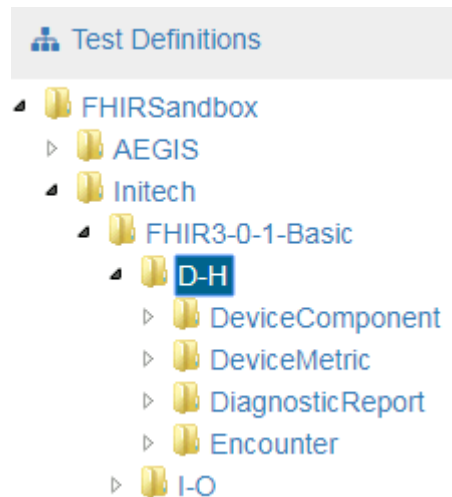 Test Definitions
FHIRSandbox
AEGIS
Initech
FHIR3-0-1-Basic
D-H
DeviceComponent
DeviceMetric
DiagnosticReport
Encounter
I-O